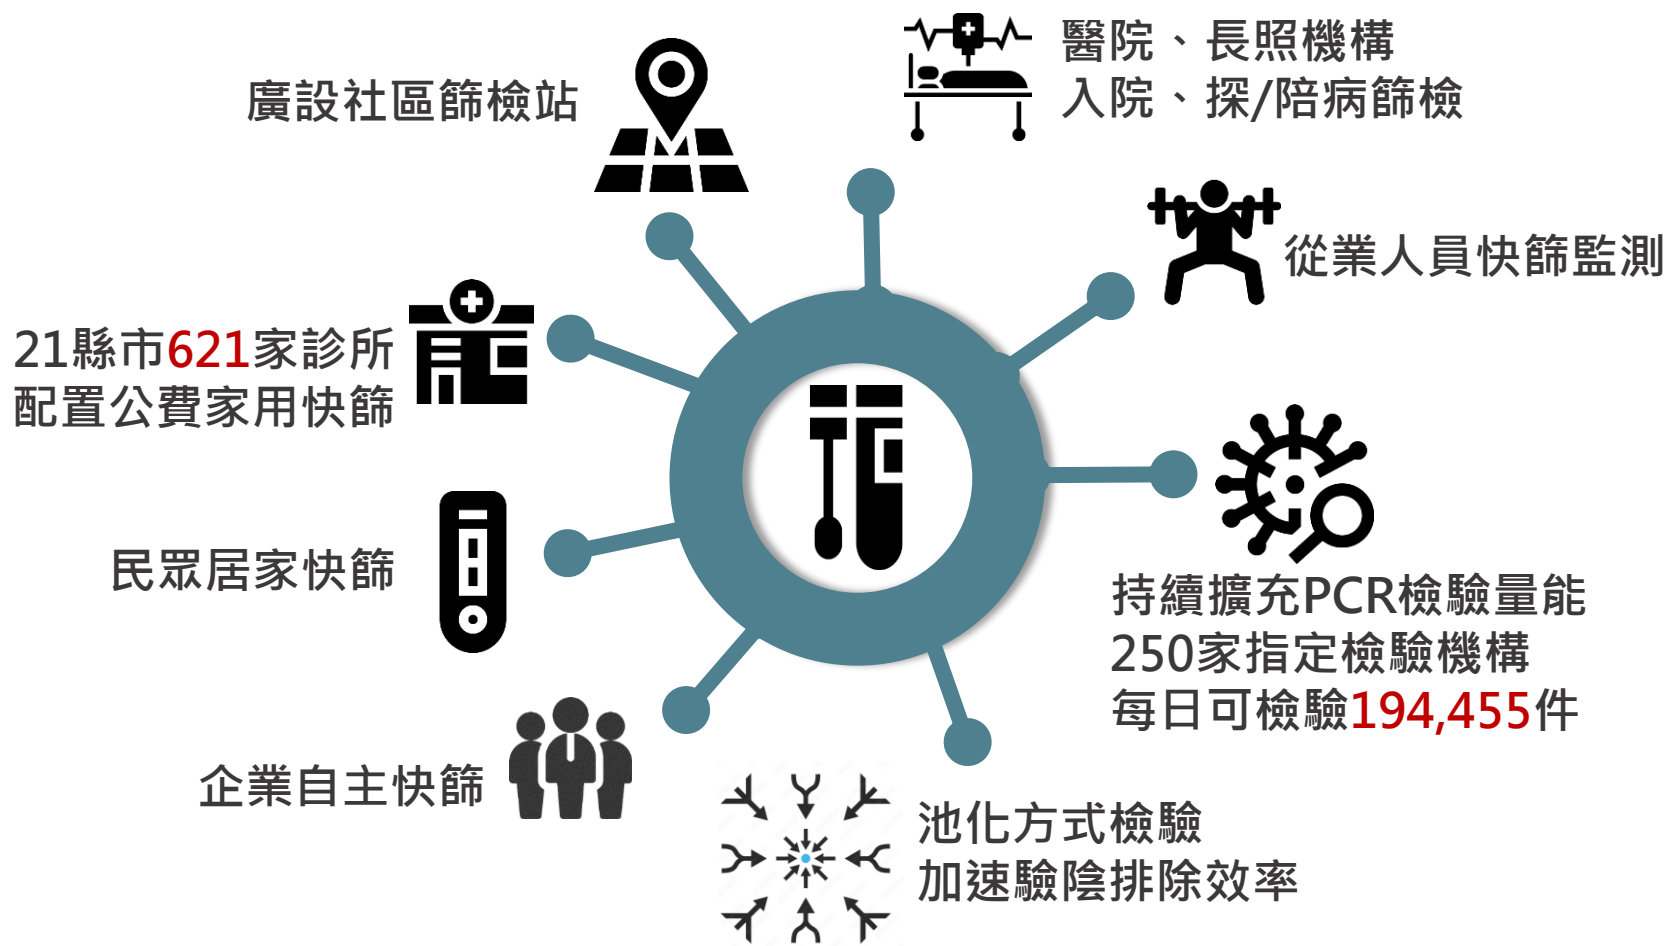 廣設社區篩檢站
醫院、長照機構
入院、探/陪病篩檢
從業人員快篩監測
21縣市621家診所
配置公費家用快篩
民眾居家快篩
持續擴充PCR檢驗量能
250家指定檢驗機構
每日可檢驗194,455件
企業自主快篩
池化方式檢驗
加速驗陰排除效率